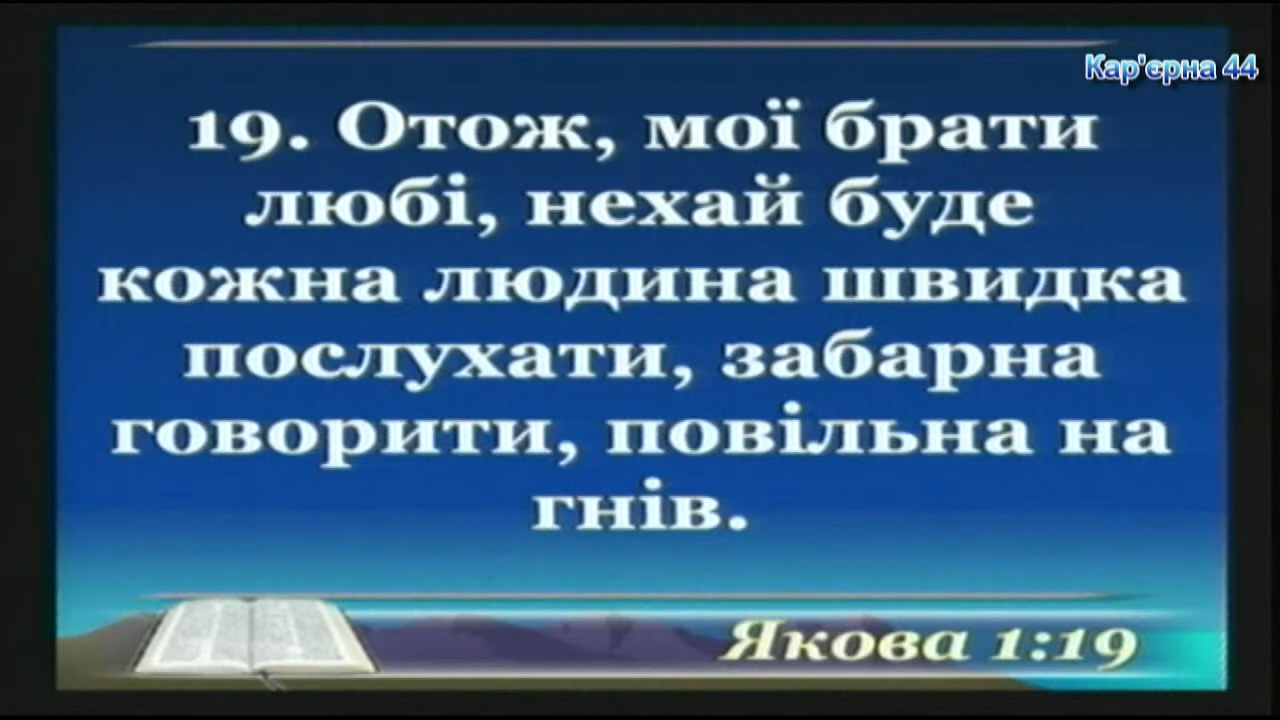 Кар'єрна 44
19. Отож, мої брати
любі, нехай буде
кожна людина швидка
послухати, забарна
говорити, повільна на
гнів.
Якова 1:19